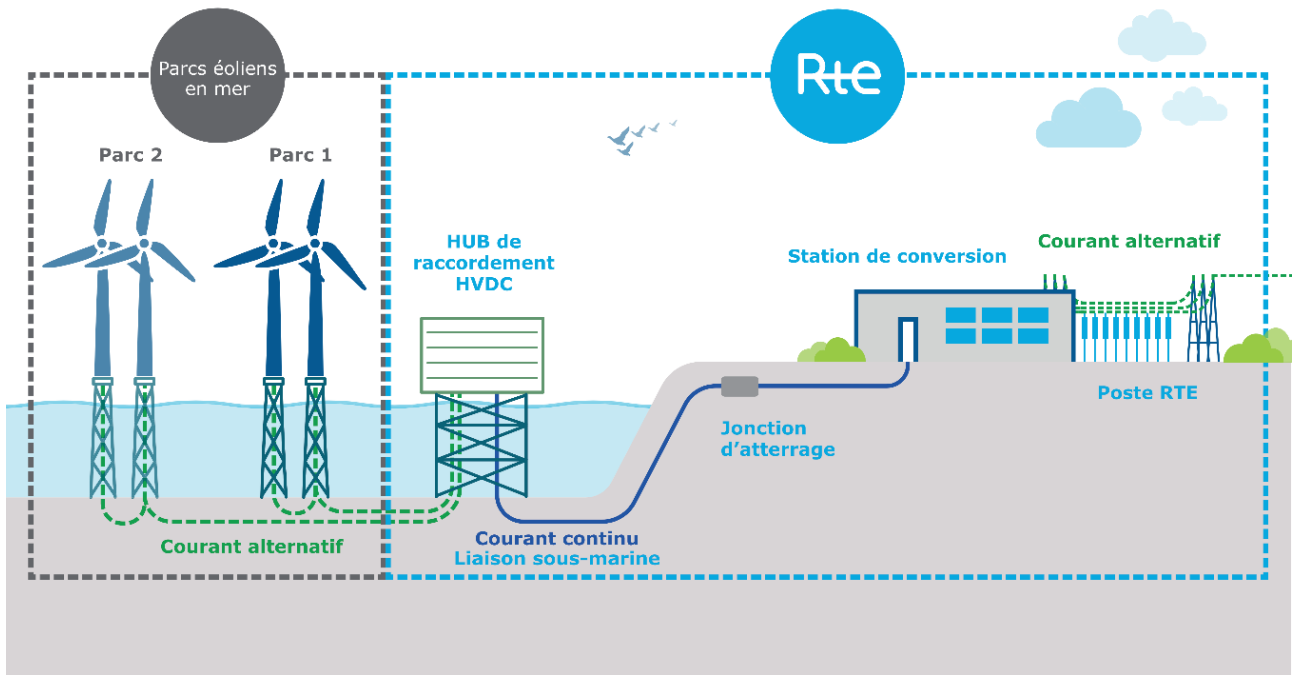 Parcs éoliens
en mer
Rte
Parc 2
Parc 1
HUB de
raccordement
HVDC
Station de conversion
Courant alternatif
Poste RTE
Jonction
d’atterrage
Courant continu
Liaison sous-marine
Courant alternatif